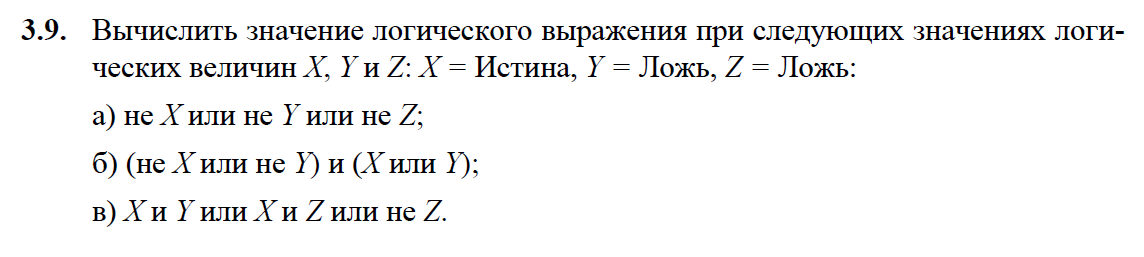 3.9. Вычислить значение логического выражения при следующих значениях логи-
ческих величин X, Y и Z: X = Истина, Y = Ложь, Z = Ложь:
а) не X или не Y или не Z;
б) (не X или не Y) и (X или Y);
в) X и Y или X и Z или не Z.